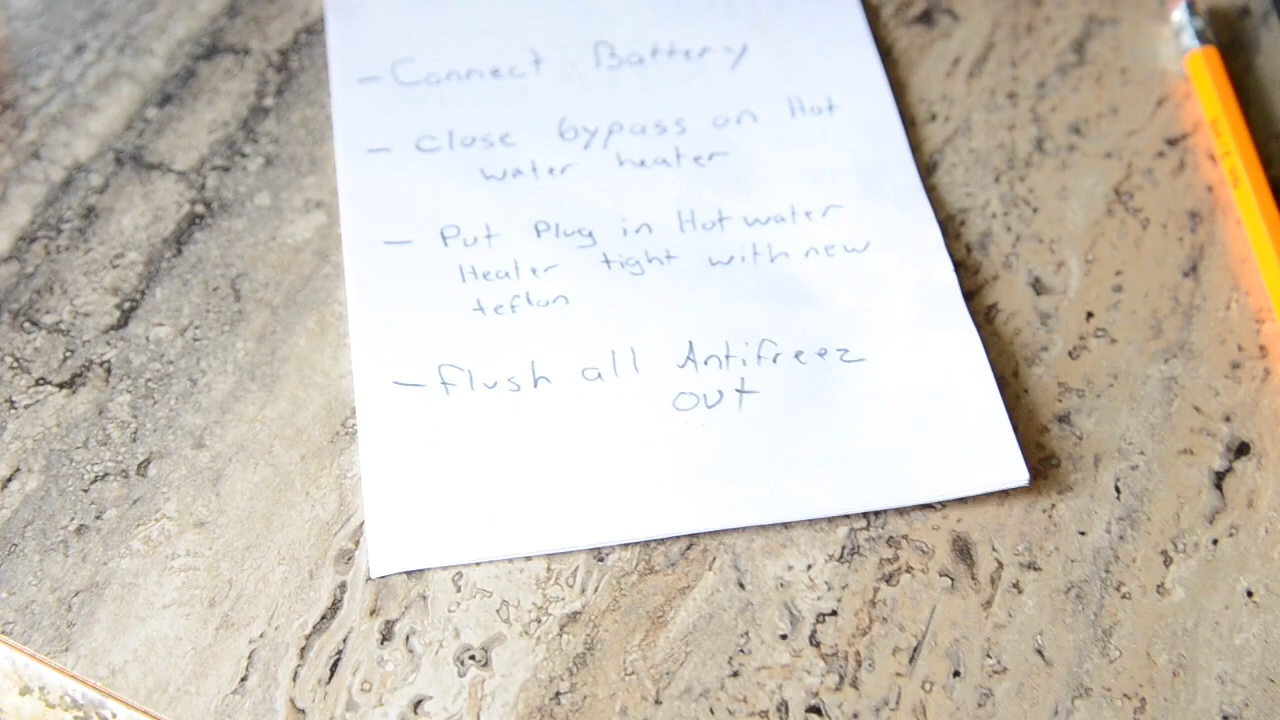 - Connect Battery
- close bypass on Hot
water heater
- Put Plug in Hot water
Heater tight with new
teflon
- flush all Antifreez
out